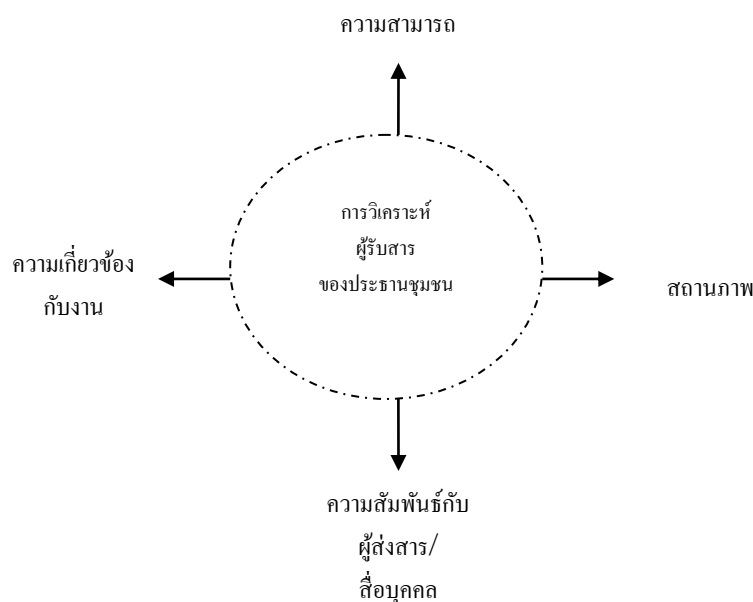 ความสามารถ
การวิเคราะห์
ผู้รับสาร
ของประธานชุมชน
ความเกี่ยวข้อง
กับงาน
สถานภาพ
ความสัมพันธ์กับ
ผู้ส่งสาร/
สื่อบุคคล